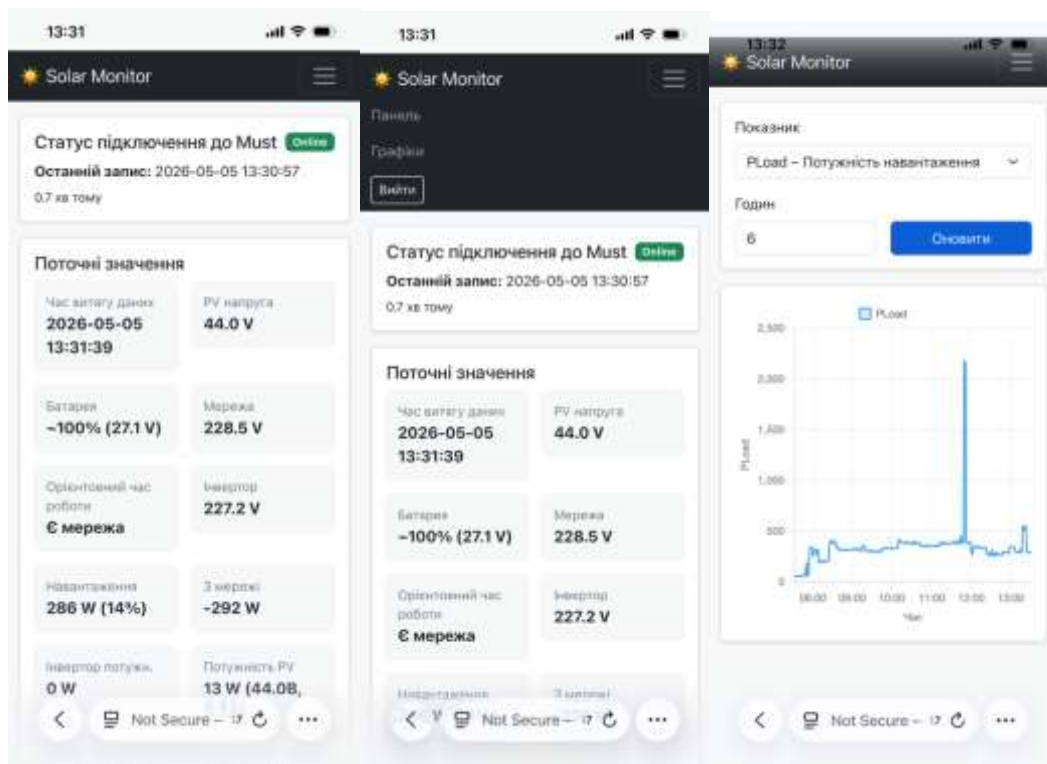 13:31
Solar Monitor
Статус підключення до Must Online
Останній запис: 2026-05-05 13:30:57
0.7 хв тому
Поточні значення
Час витягу даних
2026-05-05
13:31:39
PV напруга
44.0 V
Батарея
~100% (27.1 V)
Мережа
228.5 V
Орієнтовний час
роботи
Є мережа
Інвертор
227.2 V
Навантаження
286 W (14%)
З мережі
-292 W
Інвертор потужн.
0 W
Потужність PV
13 W (44.0В,
Not Secure –
13:31
Solar Monitor
Панель
Графіки
Вийти
Статус підключення до Must Online
Останній запис: 2026-05-05 13:30:57
0.7 хв тому
Поточні значення
Час витягу даних
2026-05-05
13:31:39
PV напруга
44.0 V
Батарея
~100% (27.1 V)
Мережа
228.5 V
Орієнтовний час
роботи
Є мережа
Інвертор
227.2 V
Навантаження
З мережі
Not Secure –
13:32
Solar Monitor
Показник
PLoad – Потужність навантаження
Годин
6
Оновити
PLoad
2,500
2,000
1,500
1,000
500
0
PLoad
08:00 09:00 10:00 11:00 12:00 13:00
Час
Not Secure –